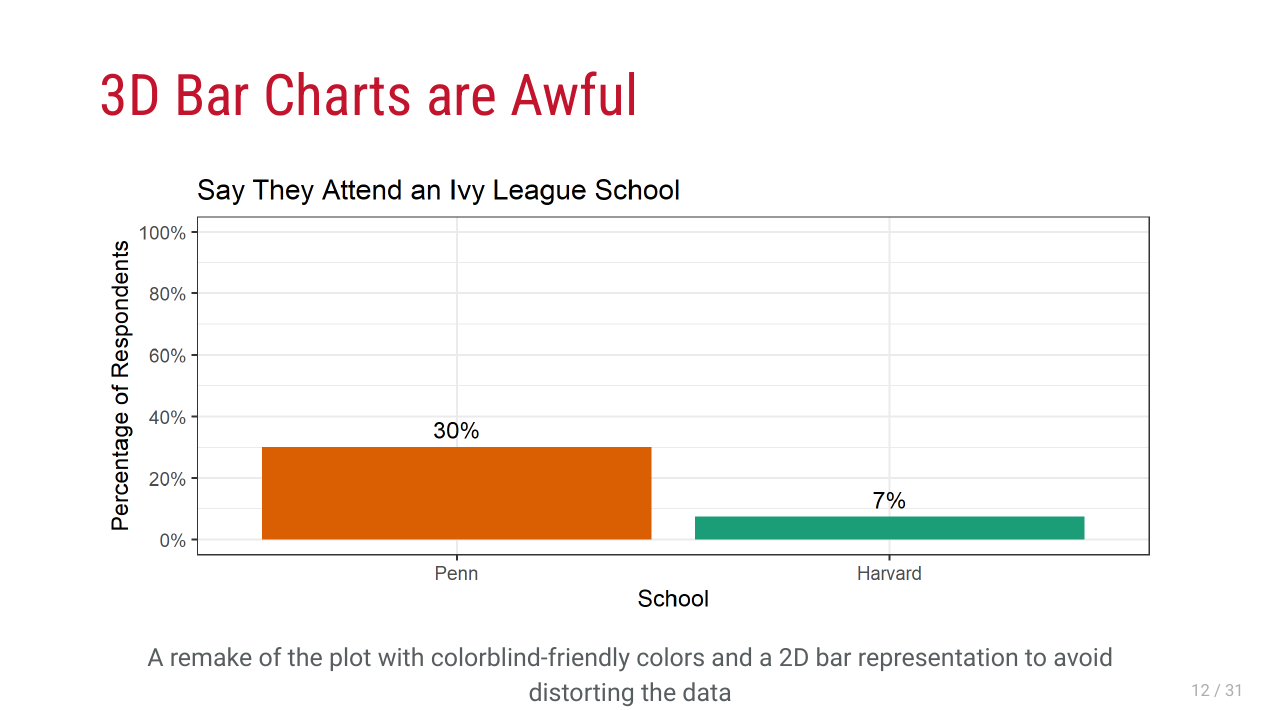 3D Bar Charts are Awful
Say They Attend an Ivy League School
Percentage of Respondents
100%
80%
60%
40%
20%
0%
30%
7%
Penn
Harvard
School
A remake of the plot with colorblind-friendly colors and a 2D bar representation to avoid
distorting the data
12 / 31